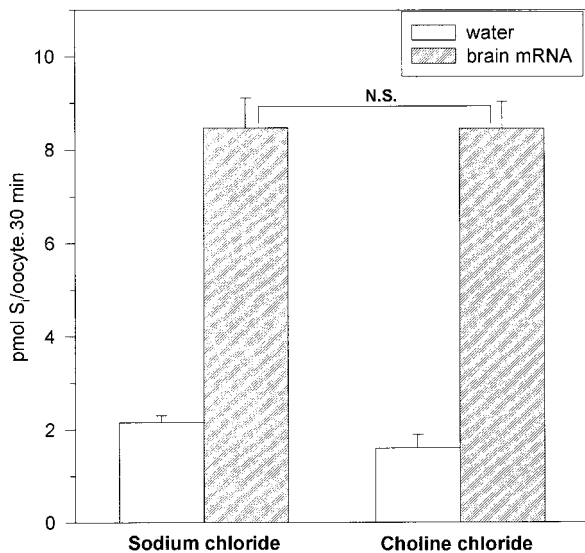 water
brain mRNA
10
N.S.
8
6
4
2
0
pmol Si/oocyte.30 min
Sodium chloride
Choline chloride